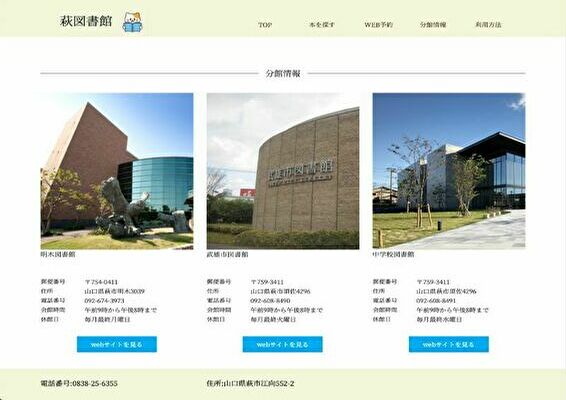 萩図書館
TOP
本を探す
WEB予約
分館情報
利用方法
分館情報
武雄市図書館
明木図書館
武雄市図書館
中学校図書館
郵便番号 〒754-0411
住所 山口県萩市明木3039
電話番号 092-674-3973
会館時間 午前9時から午後8時まで
休館日 毎月最終月曜日
郵便番号 〒759-3411
住所 山口県萩市須佐4296
電話番号 092-608-8490
会館時間 午前9時から午後8時まで
休館日 毎月最終火曜日
郵便番号 〒759-3411
住所 山口県萩市須佐4296
電話番号 092-608-8491
会館時間 午前9時から午後8時まで
休館日 毎月最終水曜日
webサイトを見る
webサイトを見る
webサイトを見る
電話番号:0838-25-6355
住所;山口県萩市江向552-2